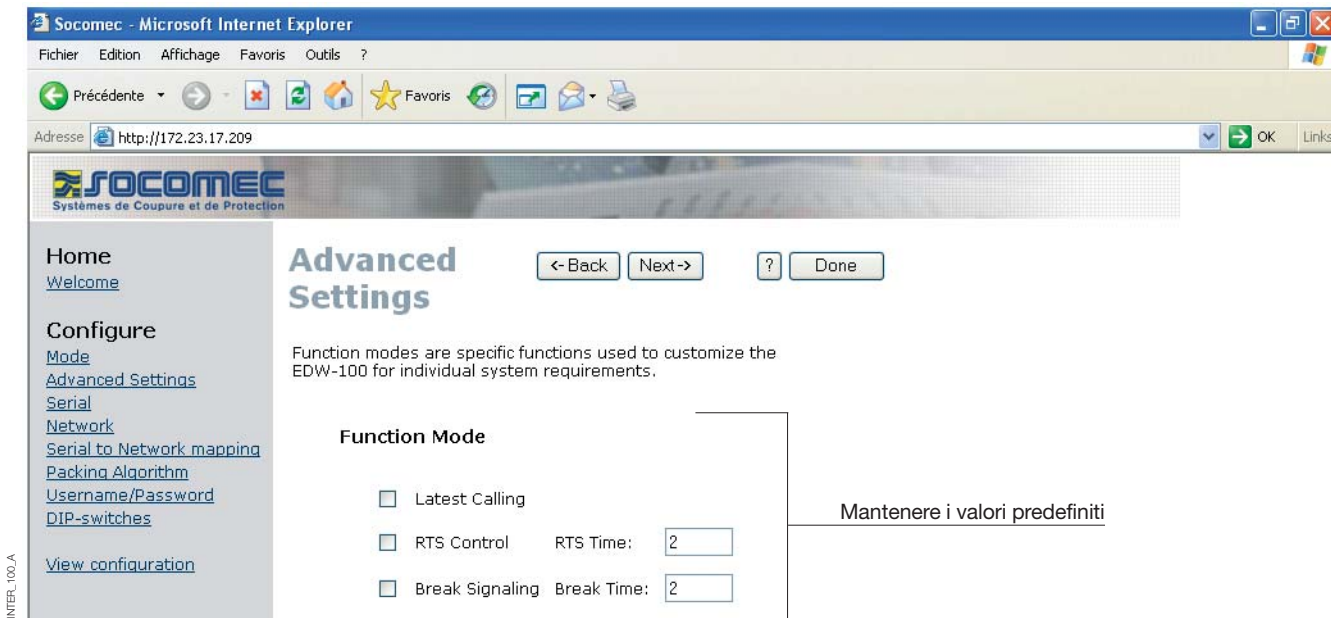 Socomec - Microsoft Internet Explorer
Fichier Edition Affichage Favoris Outils ?
Précédente Favoris
Adresse http://172.23.17.209 OK Links
SOCOMEC
Systèmes de Coupure et de Protection
Home
Welcome
Configure
Mode
Advanced Settings
Serial
Network
Serial to Network mapping
Packing Algorithm
Username/Password
DIP-switches
View configuration
Advanced
Settings
<- Back Next -> ? Done
Function modes are specific functions used to customize the
EDW-100 for individual system requirements.
Function Mode
Latest Calling
RTS Control RTS Time: 2
Break Signaling Break Time: 2
Mantenere i valori predefiniti
INTER_100_A